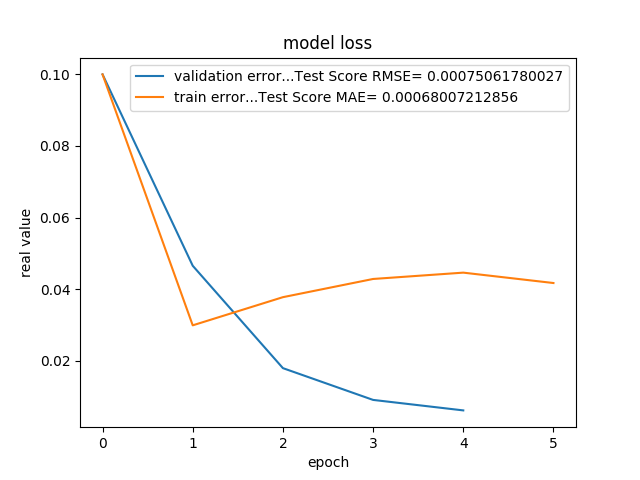 model loss
validation error...Test Score RMSE= 0.00075061780027
train error...Test Score MAE= 0.00068007212856
real value
0.10
0.08
0.06
0.04
0.02
0 1 2 3 4 5
epoch